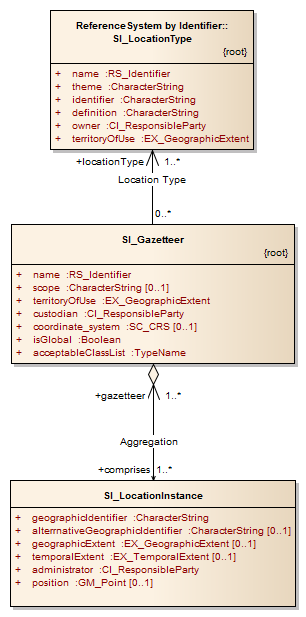 ReferenceSystem by Identifier::
SI_LocationType
{root}
+ name :RS_Identifier
+ theme :CharacterString
+ identifier :CharacterString
+ definition :CharacterString
+ owner :CI_ResponsibleParty
+ territoryOfUse :EX_GeographicExtent
+locationType 1..*
Location Type
0..*
SI_Gazetteer
{root}
+ name :RS_Identifier
+ scope :CharacterString [0..1]
+ territoryOfUse :EX_GeographicExtent
+ custodian :CI_ResponsibleParty
+ coordinate_system :SC_CRS [0..1]
+ isGlobal :Boolean
+ acceptableClassList :TypeName
+gazetteer 1..*
Aggregation
+comprises 1..*
SI_LocationInstance
+ geographicIdentifier :CharacterString
+ alterrnativeGeographicIdentifier :CharacterString [0..1]
+ geographicExtent :EX_GeographicExtent [0..1]
+ temporalExtent :EX_TemporalExtent [0..1]
+ administrator :CI_ResponsibleParty
+ position :GM_Point [0..1]